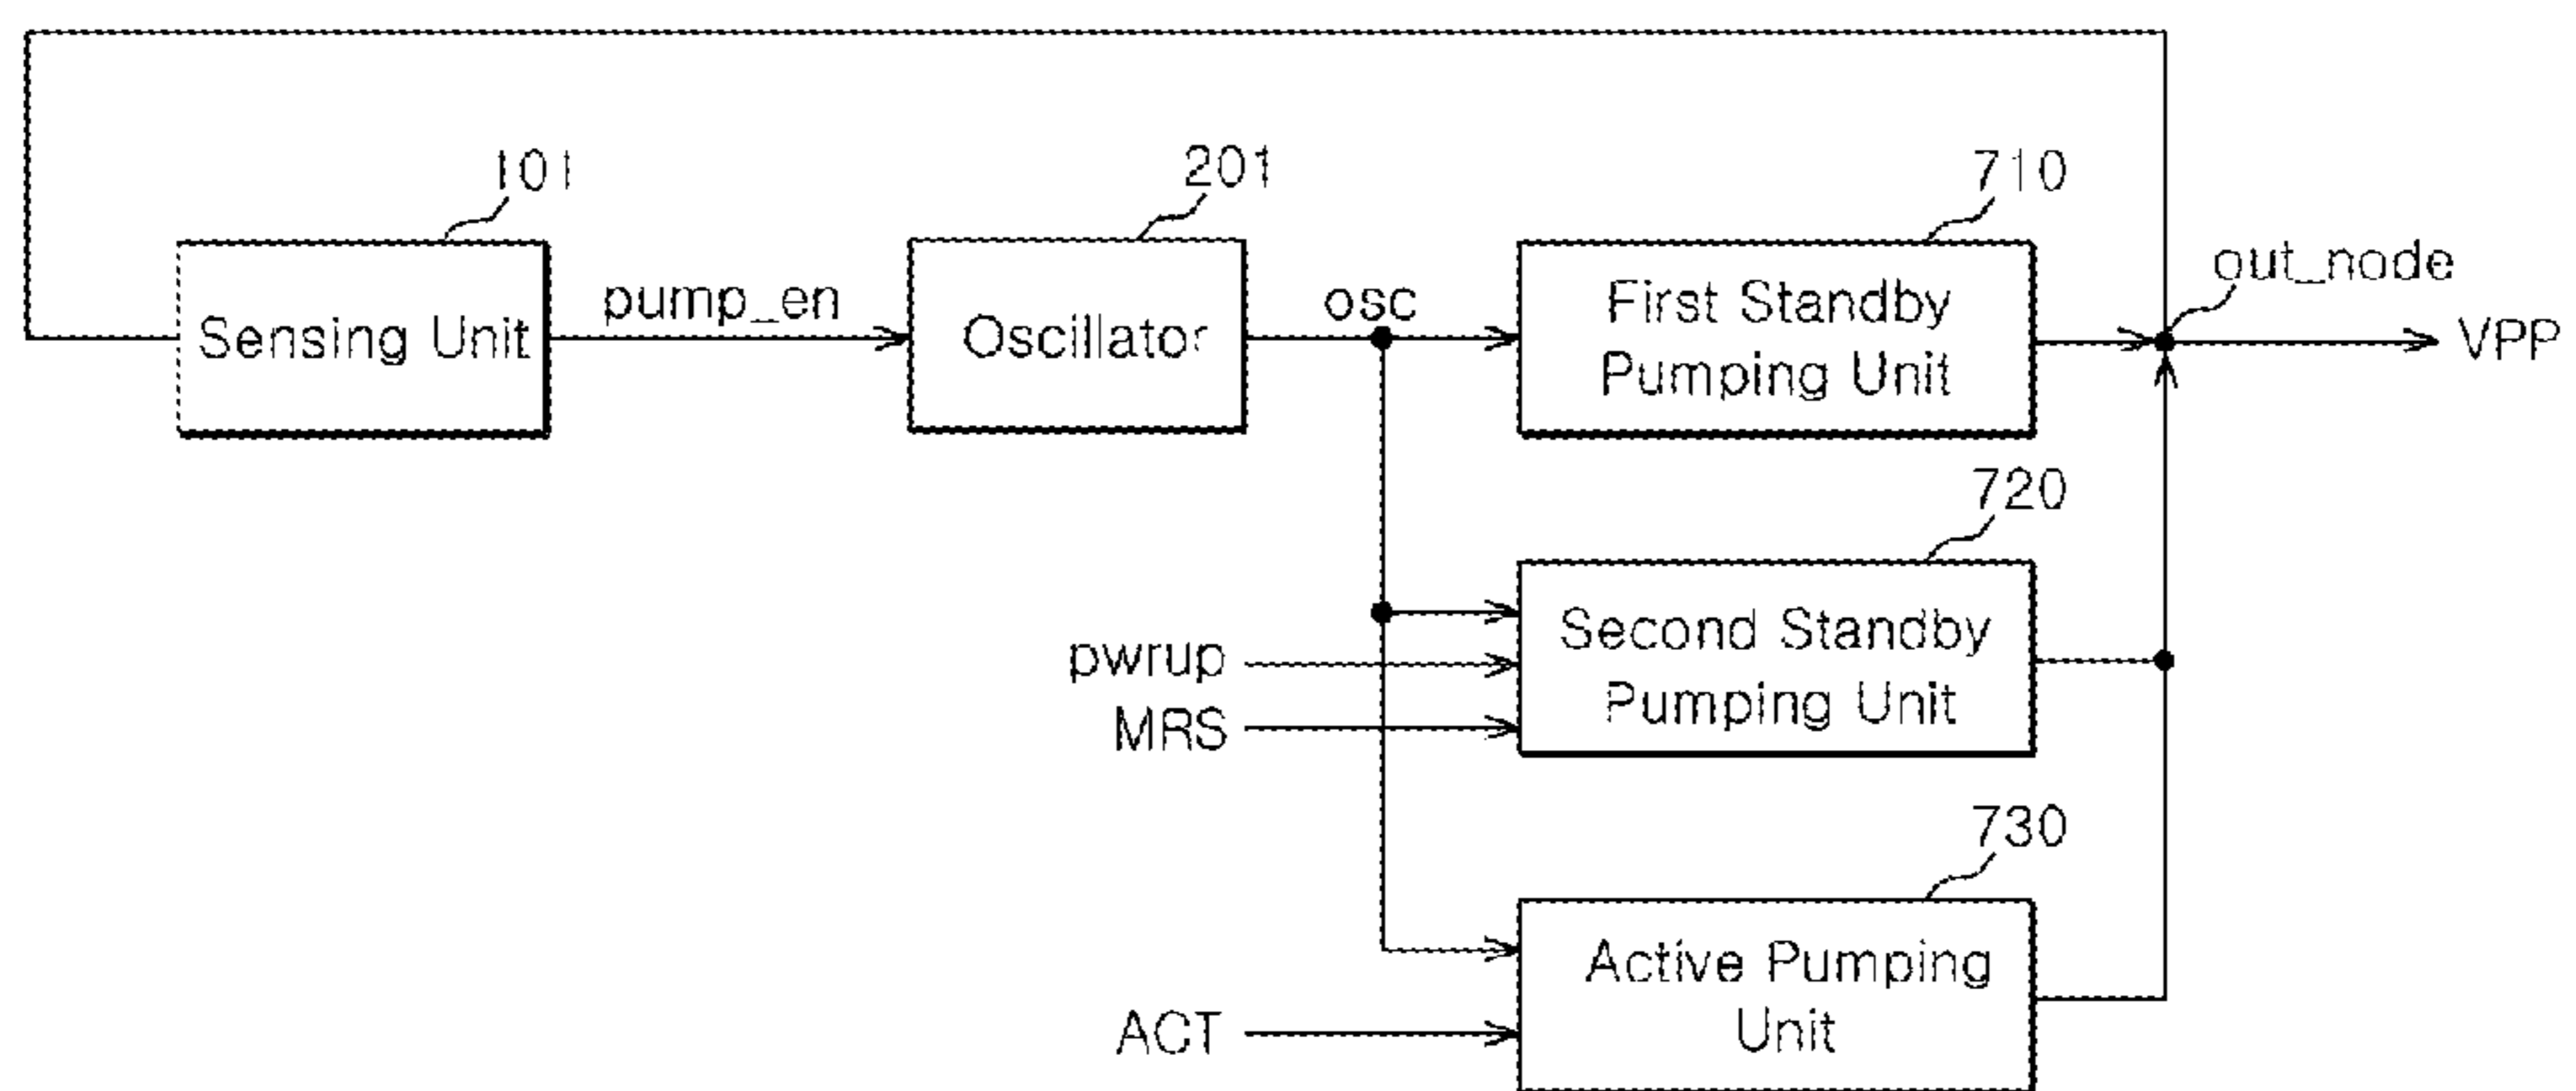 101
201
710
Sensing Unit
pump_en
Oscillator
osc
First Standby
Pumping Unit
out_node
VPP
720
pwrup
MRS
Second Standby
Pumping Unit
730
ACT
Active Pumping
Unit